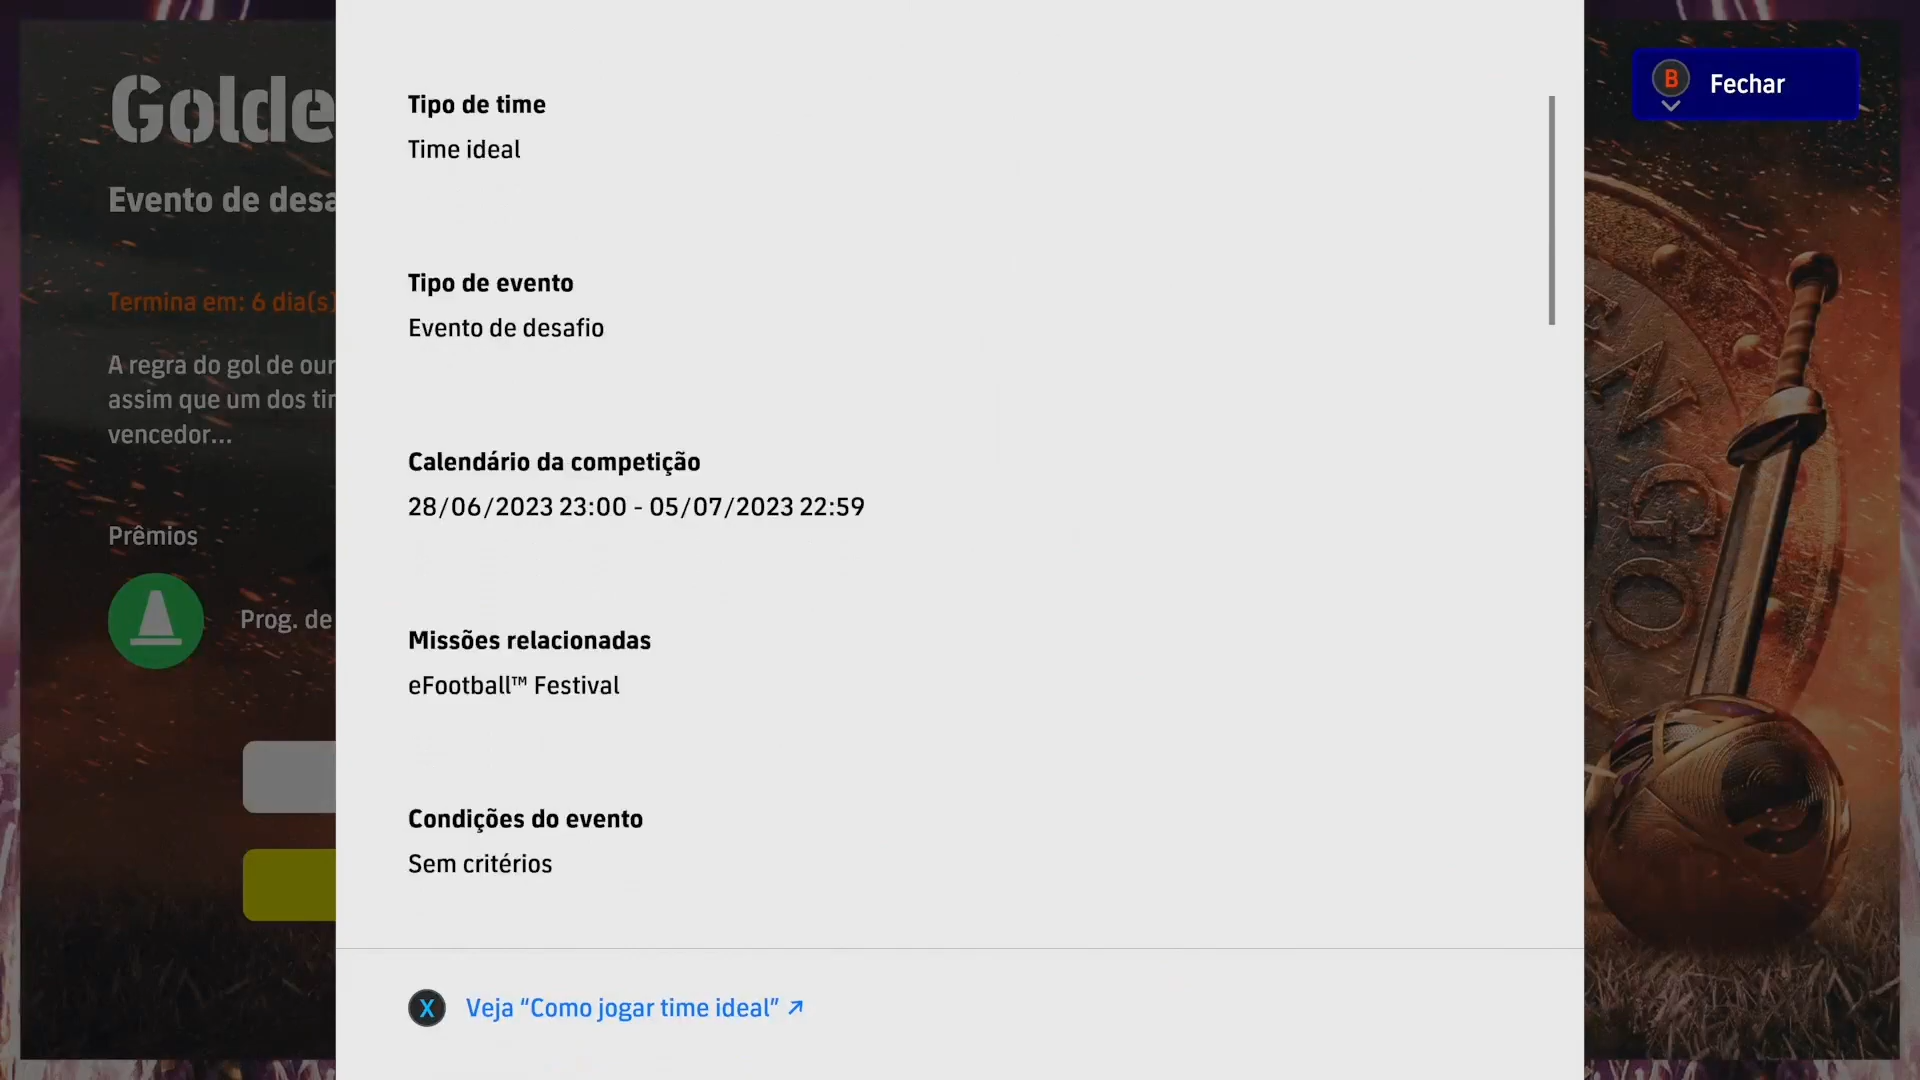 Golde
Evento de desa
Termina em: 6 dia(s)
A regra do gol de our
assim que um dos tir
vencedor...
Prêmios
Prog. de
Tipo de time
Time ideal
Tipo de evento
Evento de desafio
Calendário da competição
28/06/2023 23:00 - 05/07/2023 22:59
Missões relacionadas
eFootball™ Festival
Condições do evento
Sem critérios
X Veja “Como jogar time ideal” ↗
B Fechar